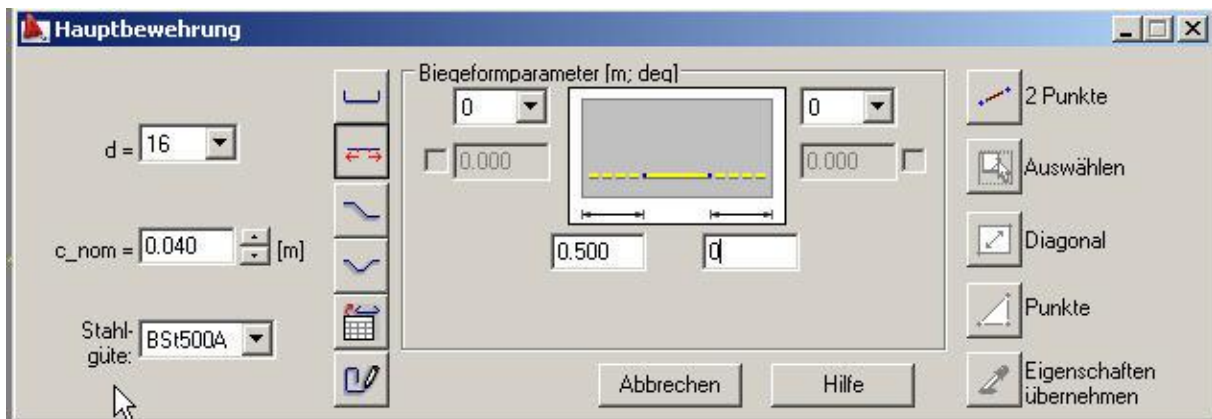 Hauptbewehrung
d = 16
c_nom = 0.040 [m]
Stahl-
güte: BSt500A
Biegeformparameter [m; deg]
0 0
0.000 0.000
0.500 0
Abbrechen Hilfe
2 Punkte
Auswählen
Diagonal
Punkte
Eigenschaften
übernehmen